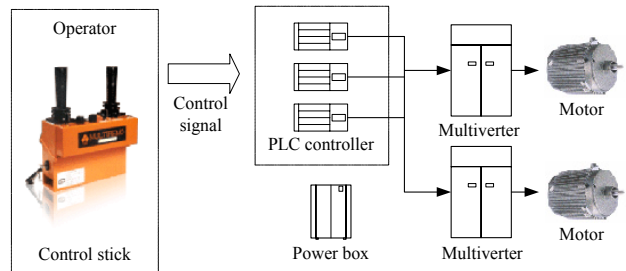 Operator
Control stick
Control
signal
PLC controller
Power box
Multiverter
Motor
Multiverter
Motor